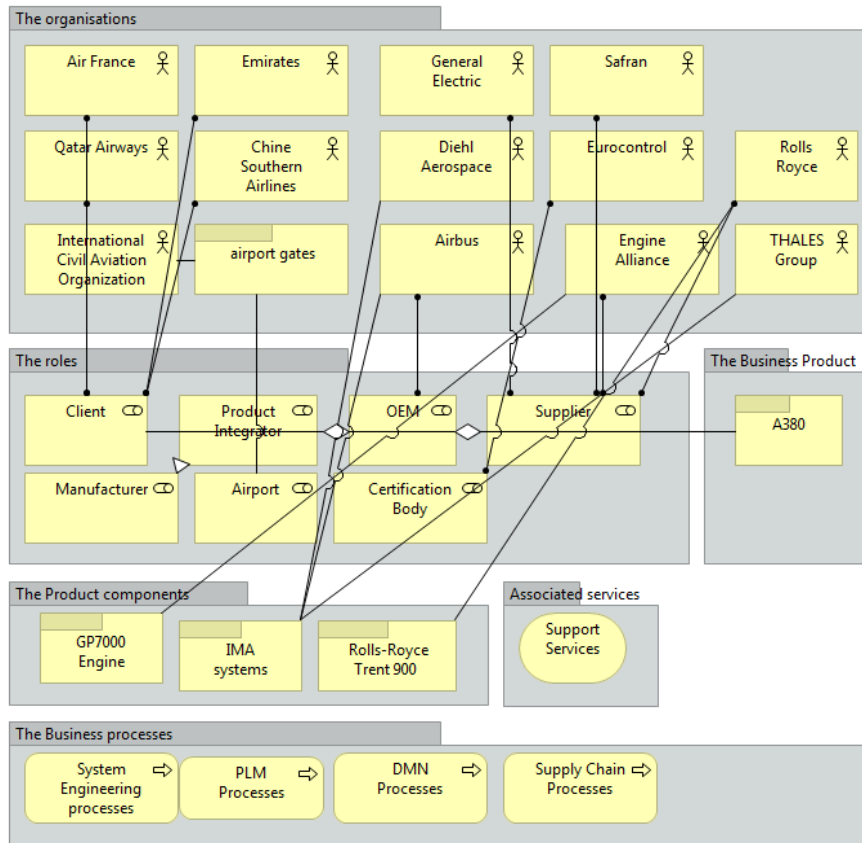 The organisations
Air France
Emirates
General
Electric
Safran
Qatar Airways
Chine
Southern
Airlines
Diehl
Aerospace
Eurocontrol
Rolls
Royce
International
Civil Aviation
Organization
airport gates
Airbus
Engine
Alliance
THALES
Group
The roles
The Business Product
Client
Product
Integrator
OEM
Supplier
A380
Manufacturer
Airport
Certification
Body
The Product components
Associated services
GP7000
Engine
IMA
systems
Rolls-Royce
Trent 900
Support
Services
The Business processes
System
Engineering
processes
PLM
Processes
DMN
Processes
Supply Chain
Processes